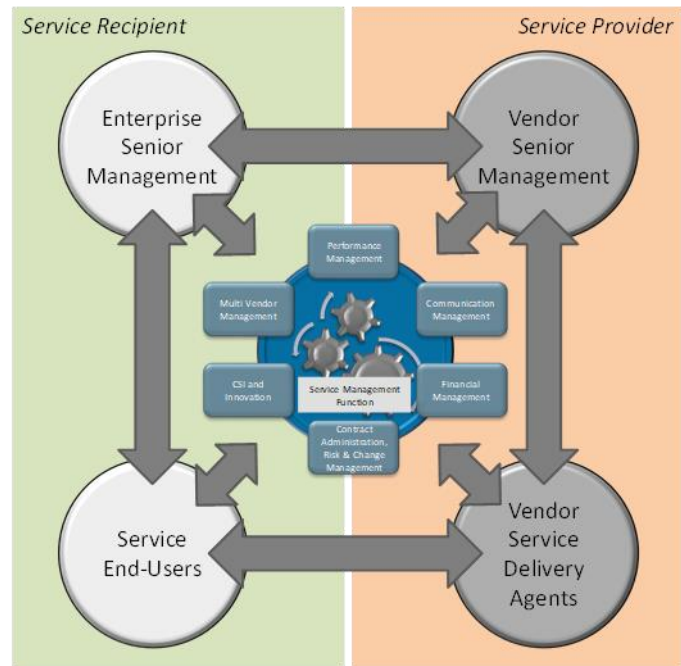 Service Recipient
Service Provider
Enterprise
Senior
Management
Vendor
Senior
Management
Performance
Management
Multi Vendor
Management
Communication
Management
CSI and
Innovation
Service Management
Function
Financial
Management
Contract
Administration,
Risk & Change
Management
Service
End-Users
Vendor
Service
Delivery
Agents